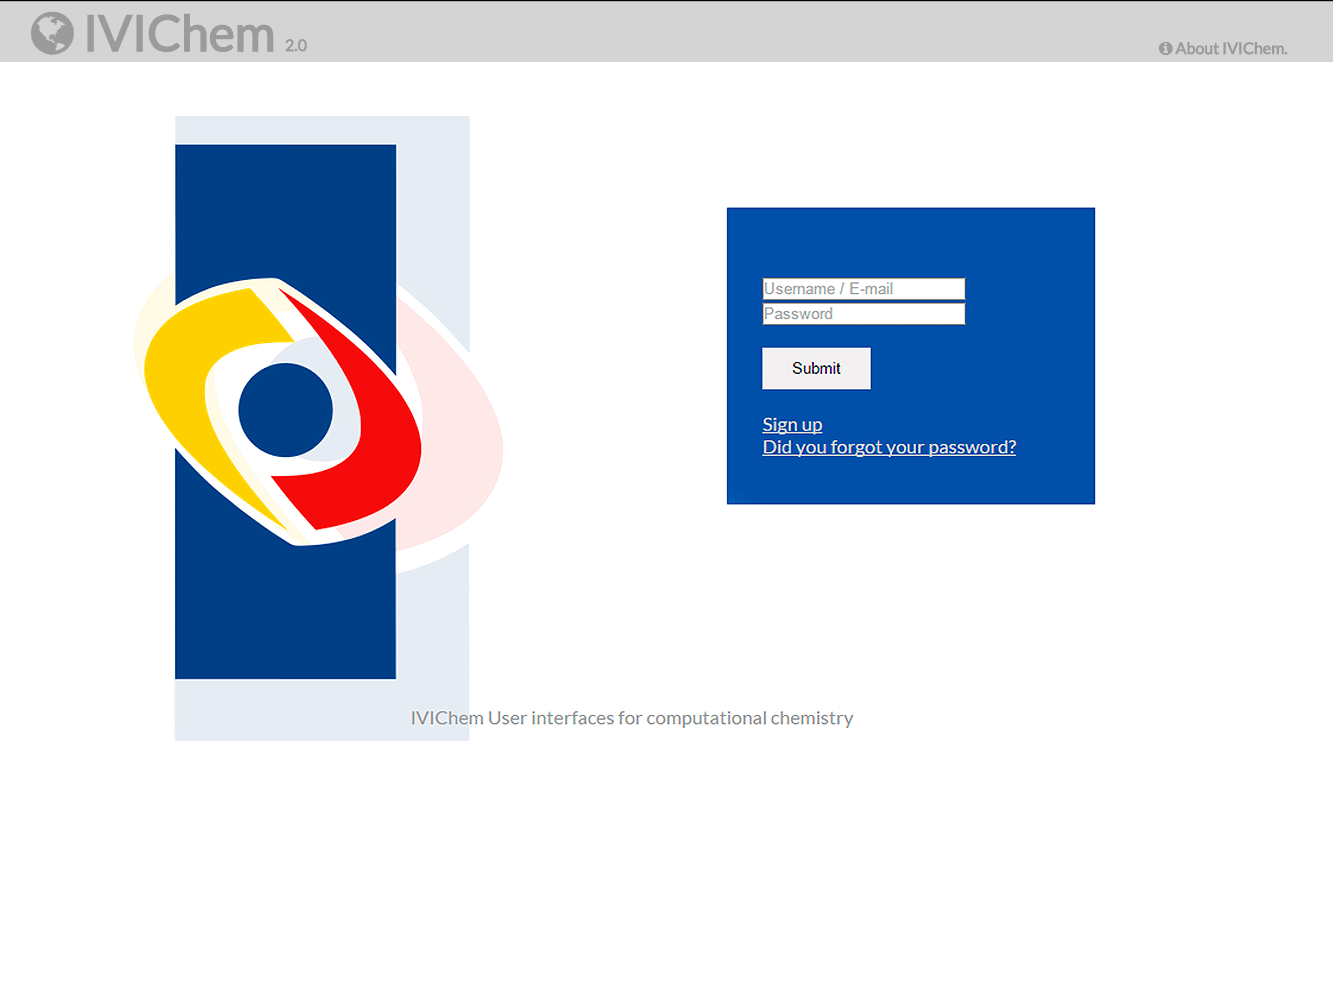 IVIChem 2.0
About IVIChem.
Username / E-mail
Password
Submit
Sign up
Did you forgot your password?
IVIChem User interfaces for computational chemistry